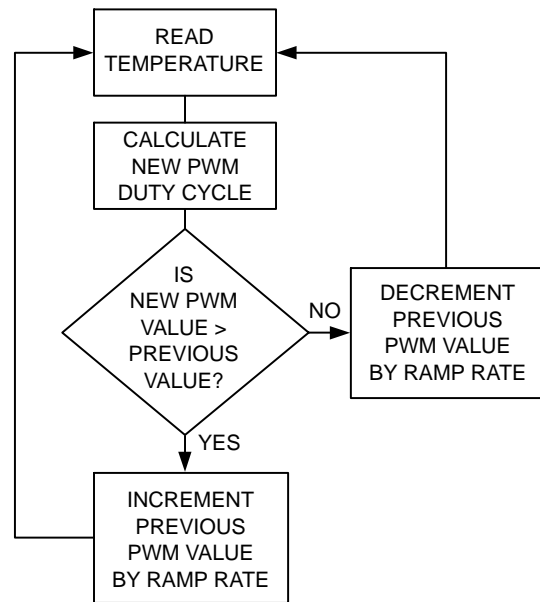 READ
TEMPERATURE
CALCULATE
NEW PWM
DUTY CYCLE
IS
NEW PWM
VALUE >
PREVIOUS
VALUE?
NO
DECREMENT
PREVIOUS
PWM VALUE
BY RAMP RATE
YES
INCREMENT
PREVIOUS
PWM VALUE
BY RAMP RATE